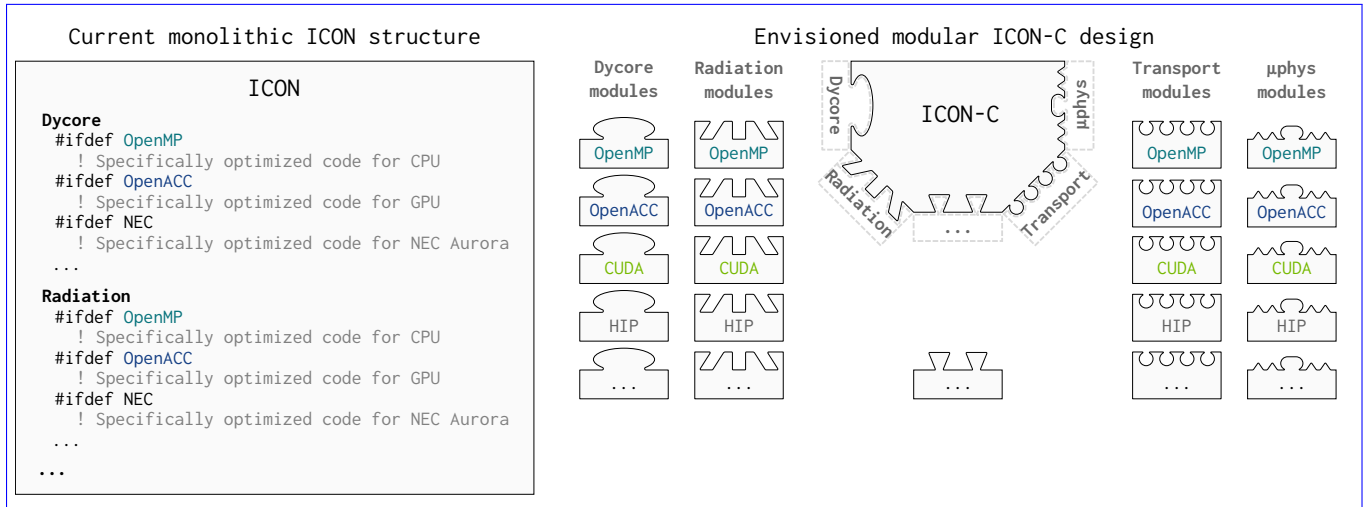 Current monolithic ICON structure
ICON
Dycore
#ifdef OpenMP
! Specifically optimized code for CPU
#ifdef OpenACC
! Specifically optimized code for GPU
#ifdef NEC
! Specifically optimized code for NEC Aurora
...
Radiation
#ifdef OpenMP
! Specifically optimized code for CPU
#ifdef OpenACC
! Specifically optimized code for GPU
#ifdef NEC
! Specifically optimized code for NEC Aurora
...
...
Envisioned modular ICON-C design
Dycore
modules
OpenMP
OpenACC
CUDA
HIP
...
Radiation
modules
OpenMP
OpenACC
CUDA
HIP
...
ICON-C
Dycore
Radiation
...
Transport
μphys
...
Transport
modules
OpenMP
OpenACC
CUDA
HIP
...
μphys
modules
OpenMP
OpenACC
CUDA
HIP
...